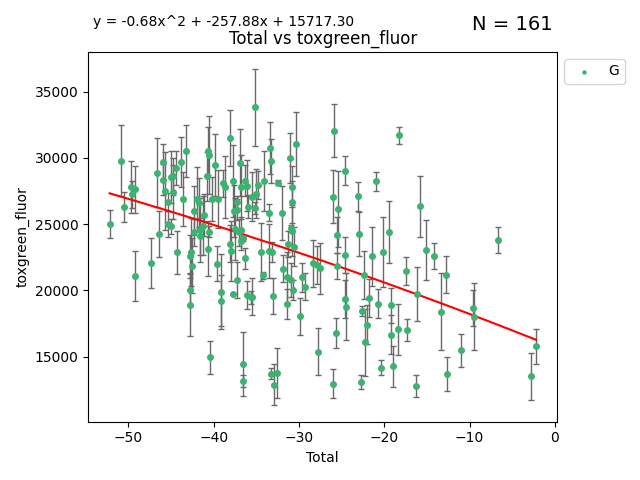 y = -0.68x^2 + -257.88x + 15717.30
N = 161
Total vs toxgreen_fluor
G
35000
30000
25000
20000
15000
toxgreen_fluor
−50
−40
−30
−20
−10
0
Total